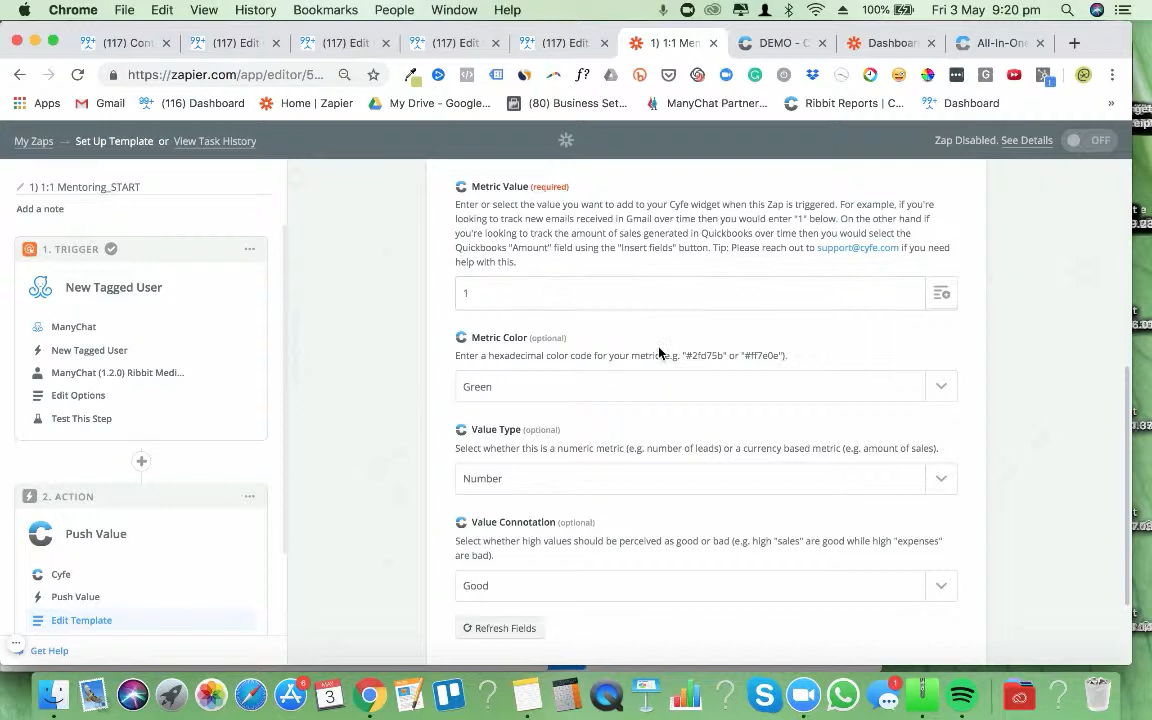 Chrome File Edit View History Bookmarks People Window Help 100% Fri 3 May 9:20 pm
(117) Con (117) Edit (117) Edit (117) Edit (117) Edit 1) 1:1 Men DEMO - C Dashboar All-In-One
https://zapier.com/app/editor/5...
Apps Gmail (116) Dashboard Home | Zapier My Drive - Google... (80) Business Set... ManyChat Partner... Ribbit Reports | C... Dashboard »
My Zaps → Set Up Template or View Task History Zap Disabled. See Details OFF
1) 1:1 Mentoring_START
Add a note
1. TRIGGER
New Tagged User
ManyChat
New Tagged User
ManyChat (1.2.0) Ribbit Medi...
Edit Options
Test This Step
2. ACTION
Push Value
Cyfe
Push Value
Edit Template
Get Help
Metric Value (required)
Enter or select the value you want to add to your Cyfe widget when this Zap is triggered. For example, if you're
looking to track new emails received in Gmail over time then you would enter "1" below. On the other hand if
you're looking to track the amount of sales generated in Quickbooks over time then you would select the
Quickbooks "Amount" field using the "Insert fields" button. Tip: Please reach out to support@cyfe.com if you need
help with this.
1
Metric Color (optional)
Enter a hexadecimal color code for your metric (e.g. "#2fd75b" or "#ff7e0e").
Green
Value Type (optional)
Select whether this is a numeric metric (e.g. number of leads) or a currency based metric (e.g. amount of sales).
Number
Value Connotation (optional)
Select whether high values should be perceived as good or bad (e.g. high "sales" are good while high "expenses"
are bad).
Good
Refresh Fields